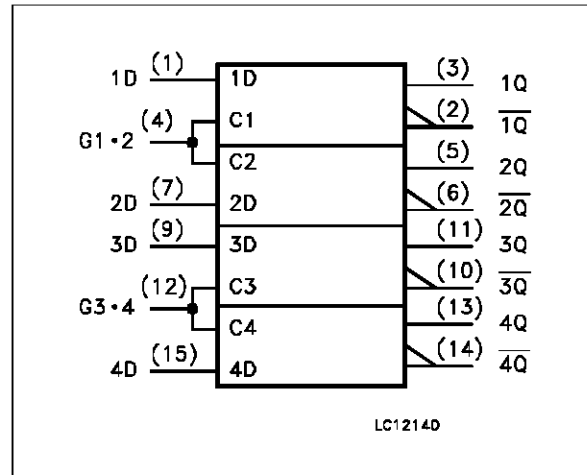 1D (1) 1D (3) 1Q
G1•2 (4) C1 (2) 1Q̅
C2 (5) 2Q
2D (7) 2D (6) 2Q̅
3D (9) 3D (11) 3Q
G3•4 (12) C3 (10) 3Q̅
C4 (13) 4Q
4D (15) 4D (14) 4Q̅
LC1214D